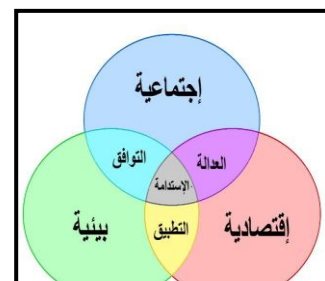 إجتماعية
العدالة
التوافق
الإستدامة
إقتصادية
التطبيق
بيئية